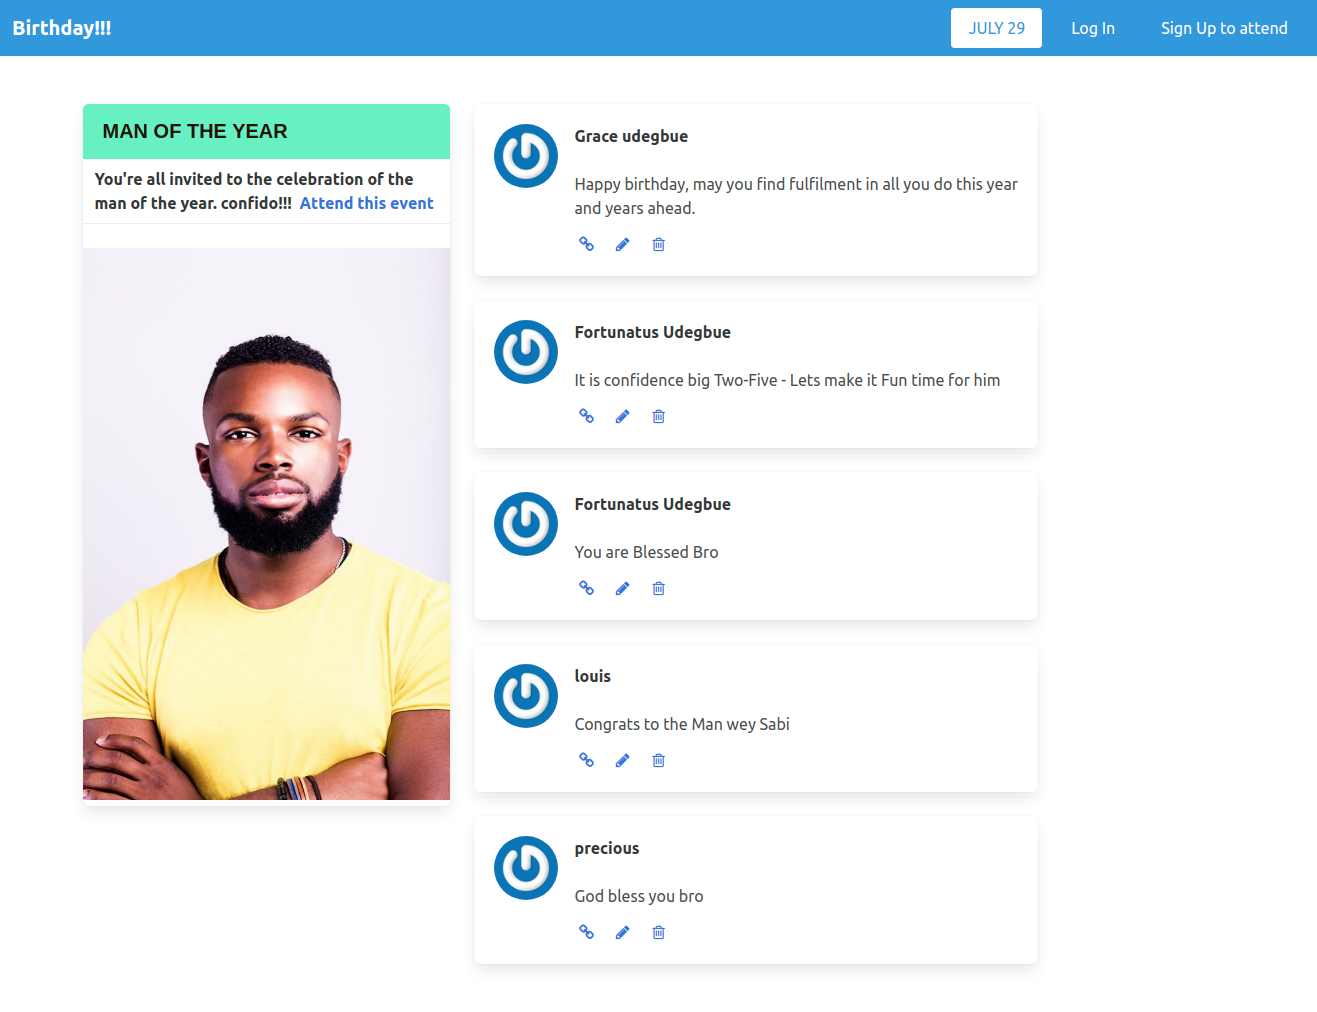 Birthday!!!
JULY 29
Log In
Sign Up to attend
MAN OF THE YEAR
You're all invited to the celebration of the
man of the year. confido!!! Attend this event
Grace udegbue
Happy birthday, may you find fulfilment in all you do this year
and years ahead.
Fortunatus Udegbue
It is confidence big Two-Five - Lets make it Fun time for him
Fortunatus Udegbue
You are Blessed Bro
louis
Congrats to the Man wey Sabi
precious
God bless you bro